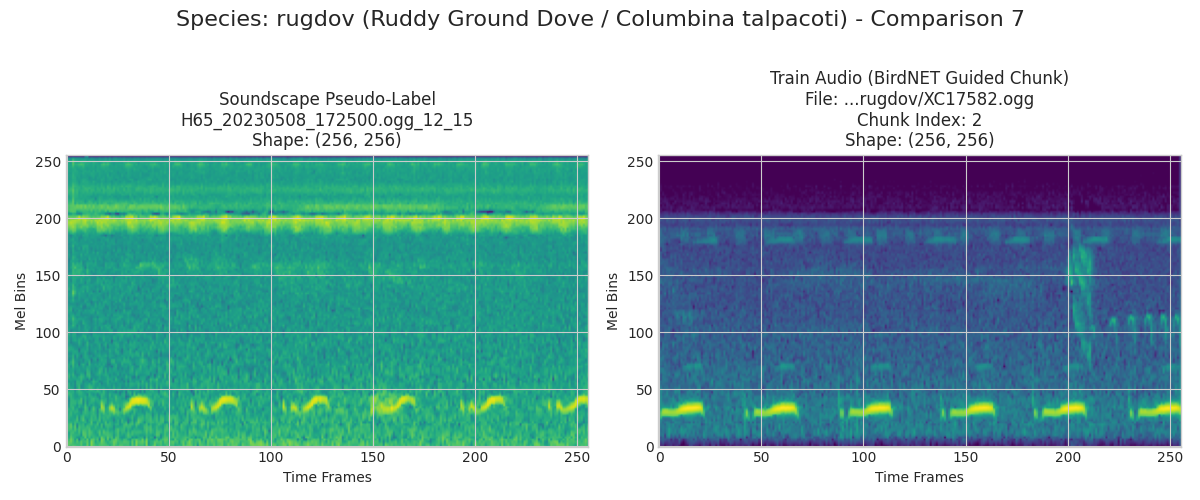 Species: rugdov (Ruddy Ground Dove / Columbina talpacoti) - Comparison 7
Soundscape Pseudo-Label
H65_20230508_172500.ogg_12_15
Shape: (256, 256)
Mel Bins
250
200
150
100
50
0
0 50 100 150 200 250
Time Frames
Train Audio (BirdNET Guided Chunk)
File: ...rugdov/XC17582.ogg
Chunk Index: 2
Shape: (256, 256)
Mel Bins
250
200
150
100
50
0
0 50 100 150 200 250
Time Frames